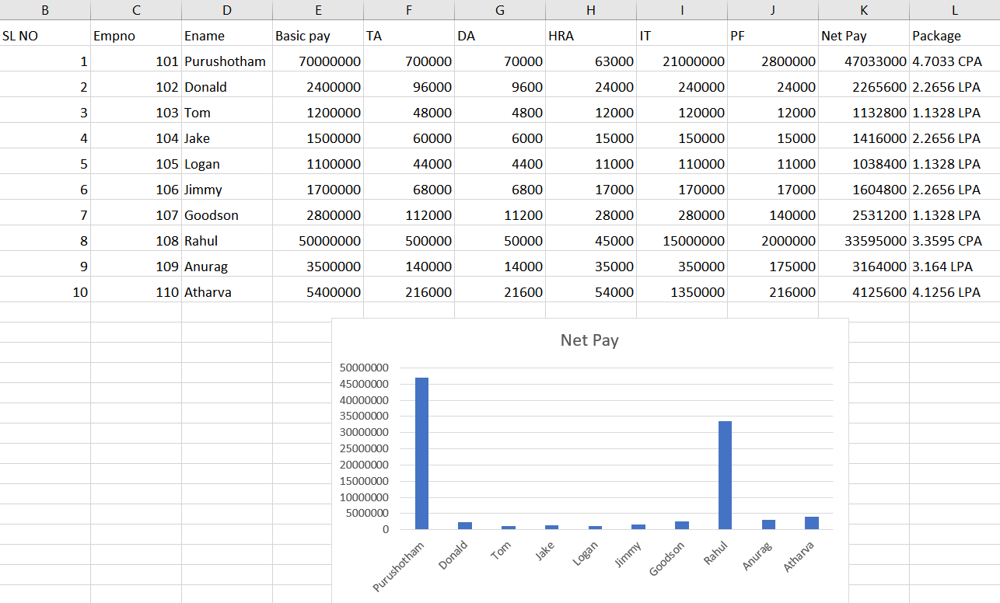 B C D E F G H I J K L
SL NO Empno Ename Basic pay TA DA HRA IT PF Net Pay Package
1 101 Purushotham 70000000 700000 70000 63000 21000000 2800000 47033000 4.7033 CPA
2 102 Donald 2400000 96000 9600 24000 240000 24000 2265600 2.2656 LPA
3 103 Tom 1200000 48000 4800 12000 120000 12000 1132800 1.1328 LPA
4 104 Jake 1500000 60000 6000 15000 150000 15000 1416000 2.2656 LPA
5 105 Logan 1100000 44000 4400 11000 110000 11000 1038400 1.1328 LPA
6 106 Jimmy 1700000 68000 6800 17000 170000 17000 1604800 2.2656 LPA
7 107 Goodson 2800000 112000 11200 28000 280000 140000 2531200 1.1328 LPA
8 108 Rahul 50000000 500000 50000 45000 15000000 2000000 33595000 3.3595 CPA
9 109 Anurag 3500000 140000 14000 35000 350000 175000 3164000 3.164 LPA
10 110 Atharva 5400000 216000 21600 54000 1350000 216000 4125600 4.1256 LPA
Net Pay
50000000
45000000
40000000
35000000
30000000
25000000
20000000
15000000
10000000
5000000
0
Purushotham Donald Tom Jake Logan Jimmy Goodson Rahul Anurag Atharva